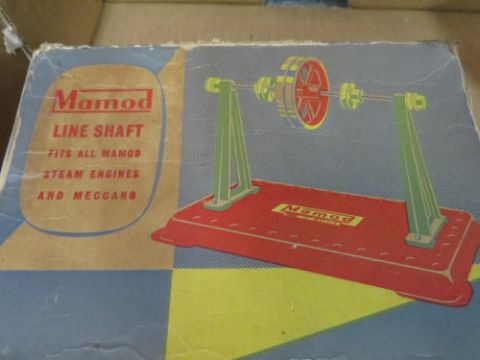 Mamod
LINE SHAFT
FITS ALL MAMOD
STEAM ENGINES
AND MECCANO
Mamod